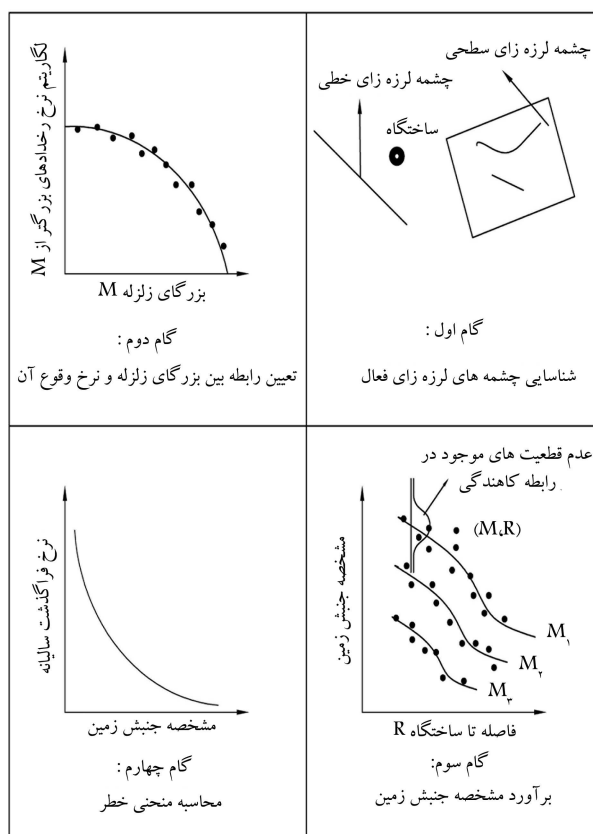 چشمه لرزه زای سطحی
چشمه لرزه زای خطی
ساختگاه
گام اول :
شناسایی چشمه های لرزه زای فعال
لگاریتم نرخ رخدادهای بزرگتر از M
بزرگای زلزله M
گام دوم :
تعیین رابطه بین بزرگای زلزله و نرخ وقوع آن
عدم قطعیت های موجود در
رابطه کاهندگی
(M،R)
M۱
M۲
M۳
مشخصه جنبش زمین
فاصله تا ساختگاه R
گام سوم:
برآورد مشخصه جنبش زمین
نرخ فراگذشت سالیانه
مشخصه جنبش زمین
گام چهارم :
محاسبه منحنی خطر